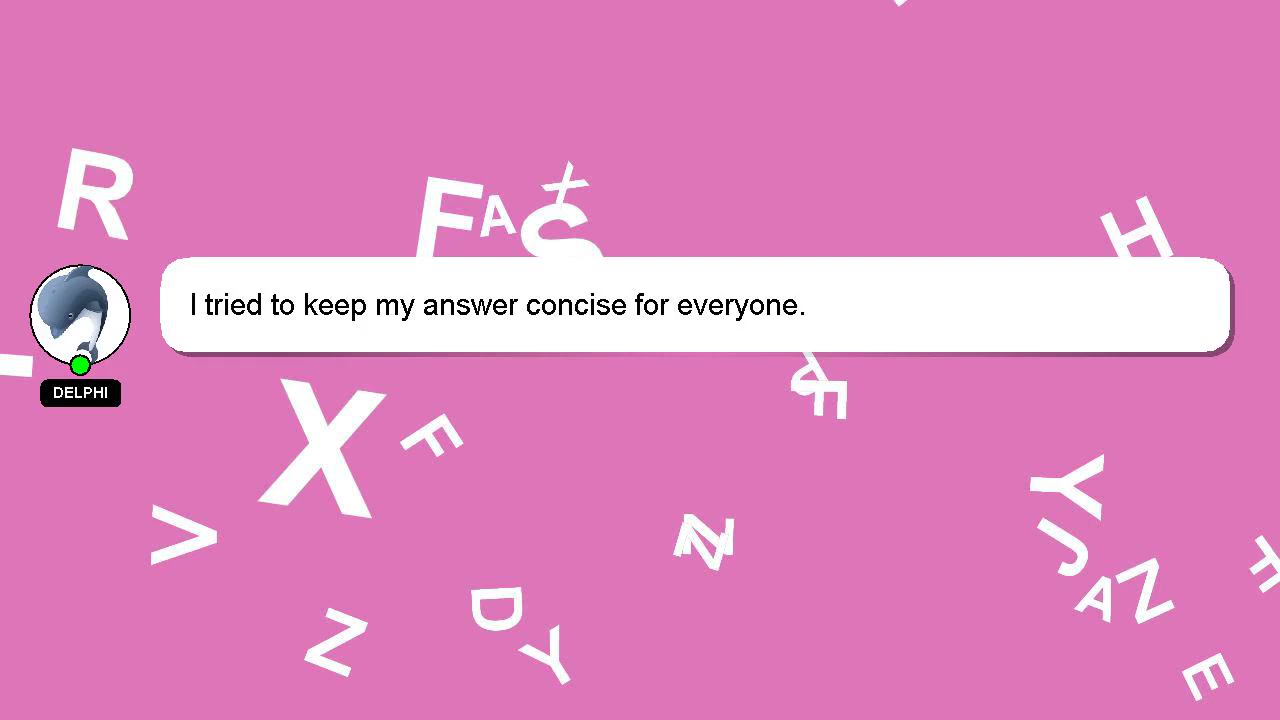 R
F
A
X
S
H
I tried to keep my answer concise for everyone.
DELPHI
R
F
X
F
Y
J
V
Z
N
A
Z
F
D
Y
Z
E